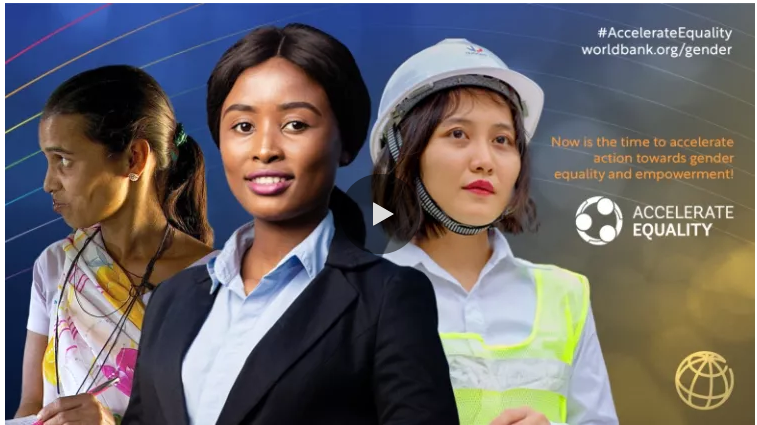 #AccelerateEquality
worldbank.org/gender
Now is the time to accelerate
action towards gender
equality and empowerment!
ACCELERATE
EQUALITY